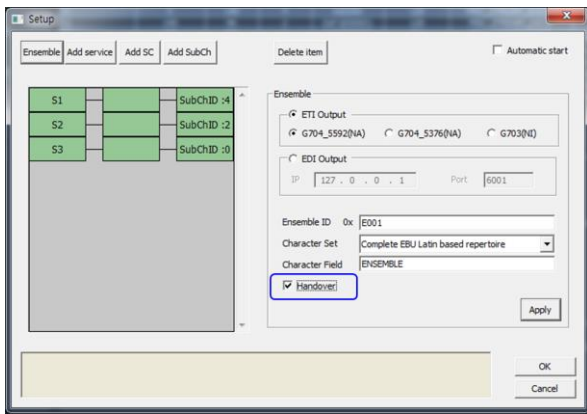 Setup
Ensemble Add service Add SC Add SubCh Delete item Automatic start
S1 SubChID :4
S2 SubChID :2
S3 SubChID :0
Ensemble
ETI Output
G704_5592(NA) G704_5376(NA) G703(NI)
EDI Output
IP 127 . 0 . 0 . 1 Port 6001
Ensemble ID 0x E001
Character Set Complete EBU Latin based repertoire
Character Field ENSEMBLE
Handover
Apply
OK
Cancel